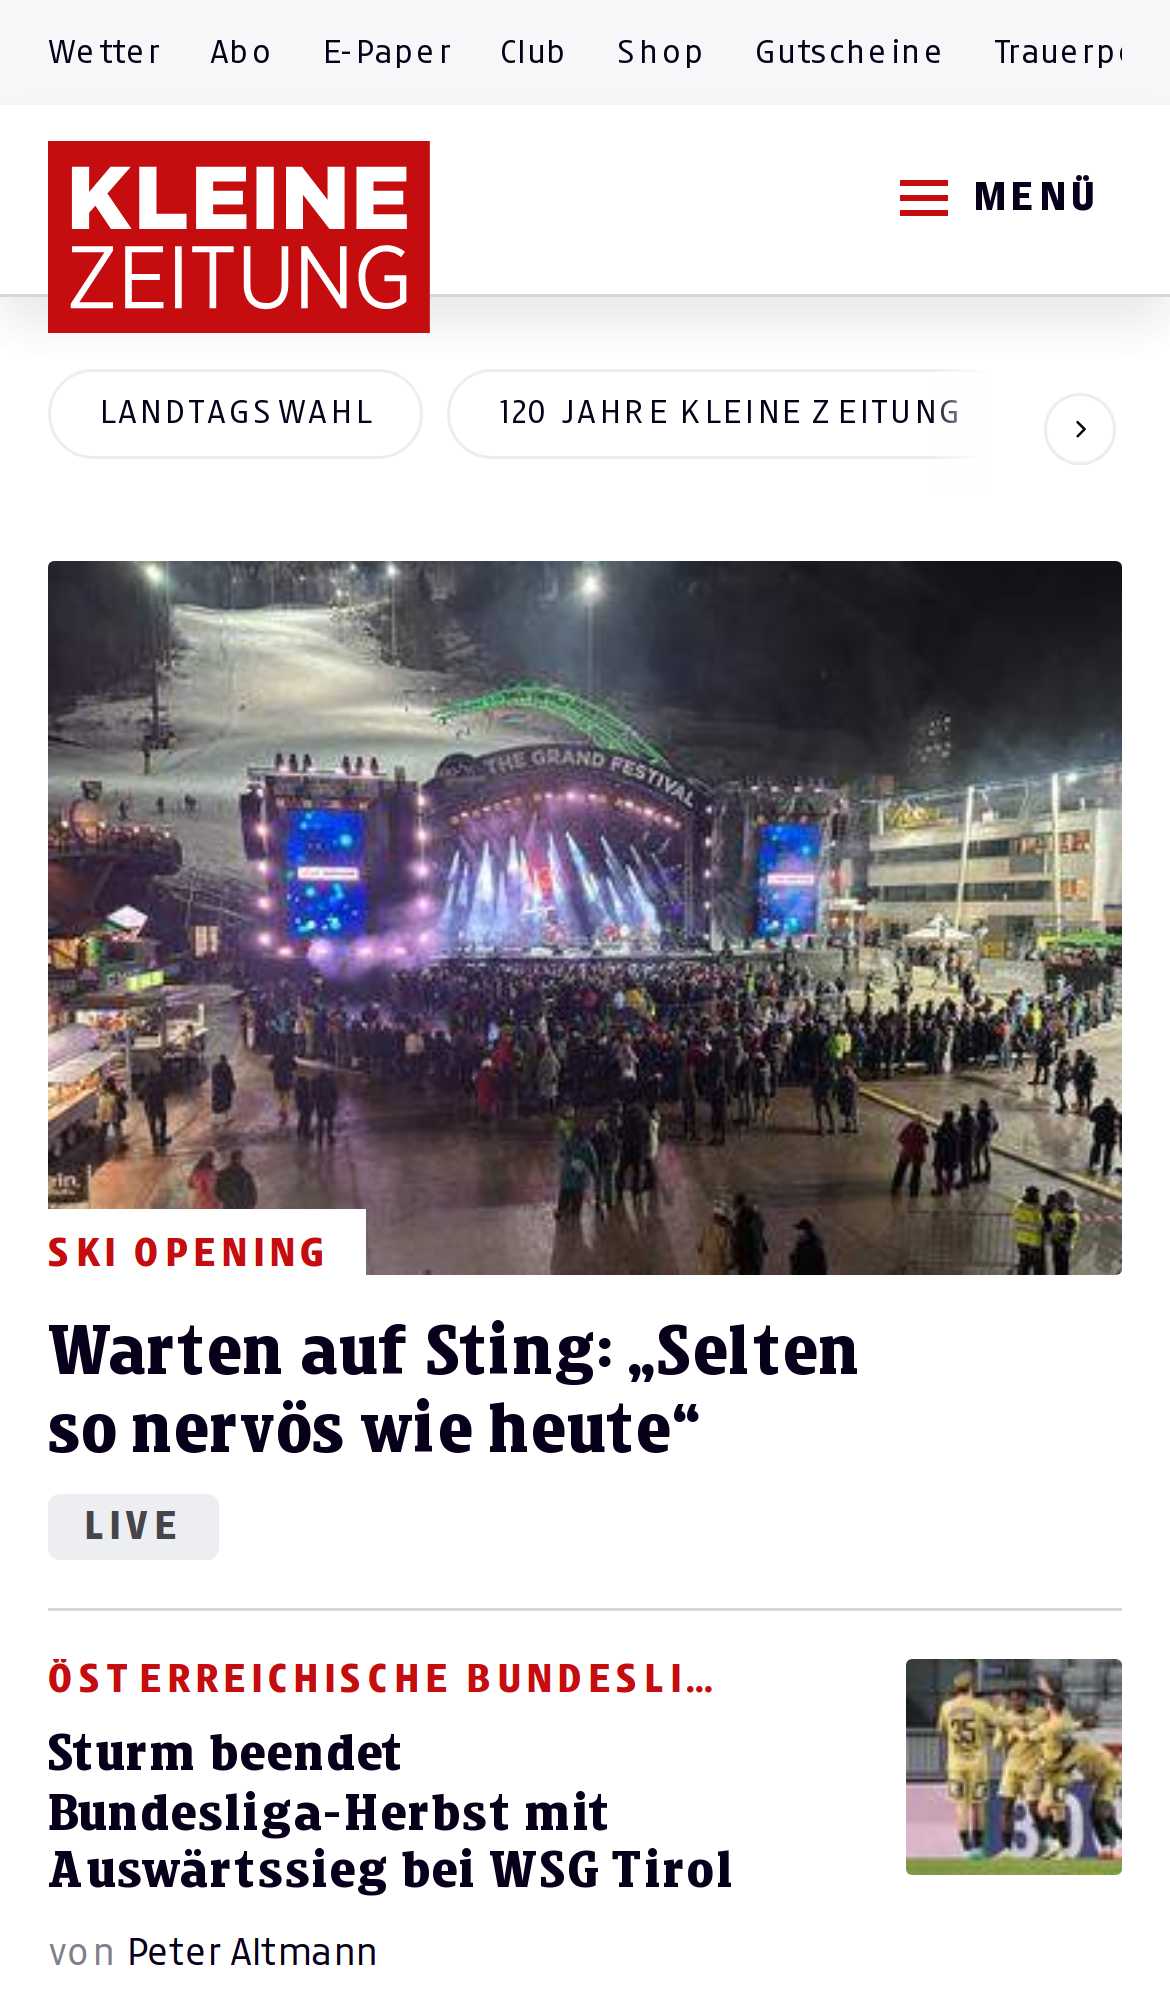 Wetter Abo E-Paper Club Shop Gutscheine Trauerp
KLEINE
ZEITUNG
MENÜ
LANDTAGSWAHL 120 JAHRE KLEINE ZEITUNG
THE GRAND FESTIVAL
SKI OPENING
Warten auf Sting: „Selten
so nervös wie heute“
LIVE
ÖSTERREICHISCHE BUNDESLI...
35
Sturm beendet
Bundesliga-Herbst mit
Auswärtssieg bei WSG Tirol
von Peter Altmann